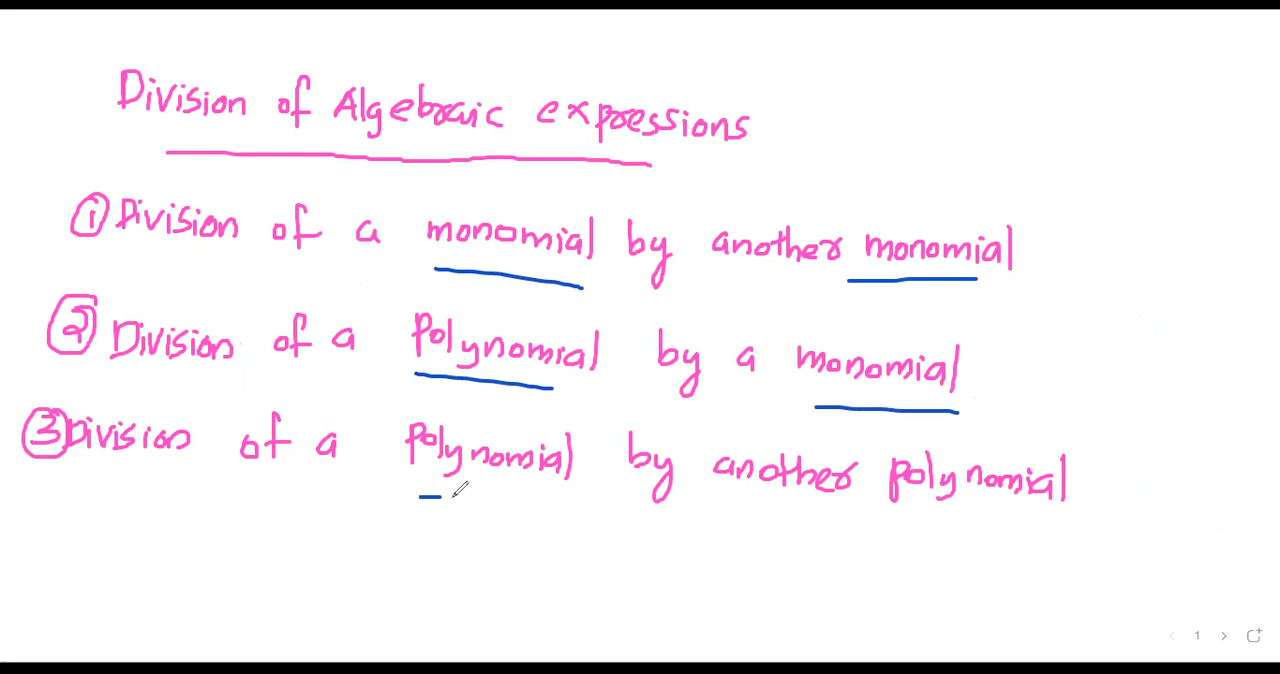 Division of Algebraic expressions
① Division of a monomial by another monomial
② Division of a Polynomial by a monomial
③ Division of a Polynomial by another polynomial
1